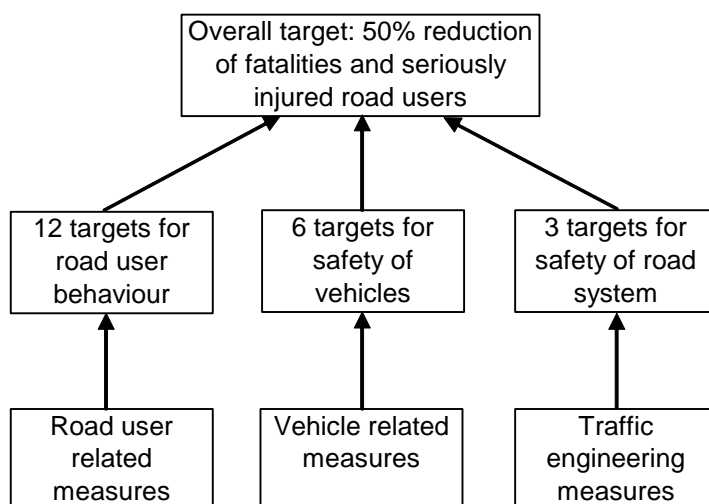 Overall target: 50% reduction
of fatalities and seriously
injured road users
12 targets for
road user
behaviour
6 targets for
safety of
vehicles
3 targets for
safety of road
system
Road user
related
measures
Vehicle related
measures
Traffic
engineering
measures